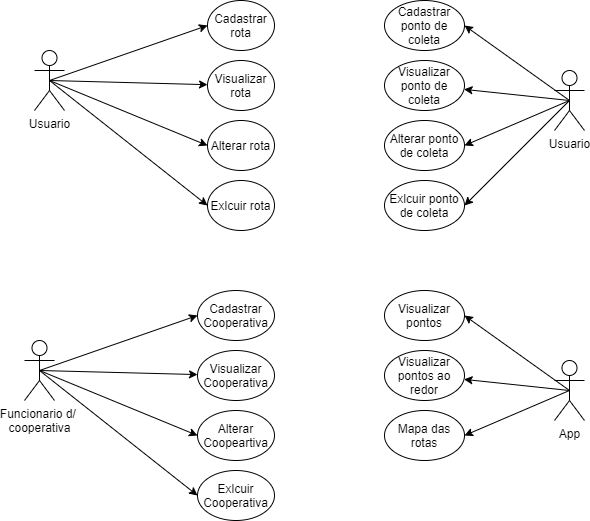 Cadastrar
rota
Visualizar
rota
Alterar rota
Exlcuir rota
Usuario
Cadastrar
ponto de
coleta
Visualizar
ponto de
coleta
Alterar ponto
de coleta
Exlcuir ponto
de coleta
Usuario
Cadastrar
Cooperativa
Visualizar
Cooperativa
Alterar
Coopeartiva
Exlcuir
Cooperativa
Funcionario d/
cooperativa
Visualizar
pontos
Visualizar
pontos ao
redor
Mapa das
rotas
App